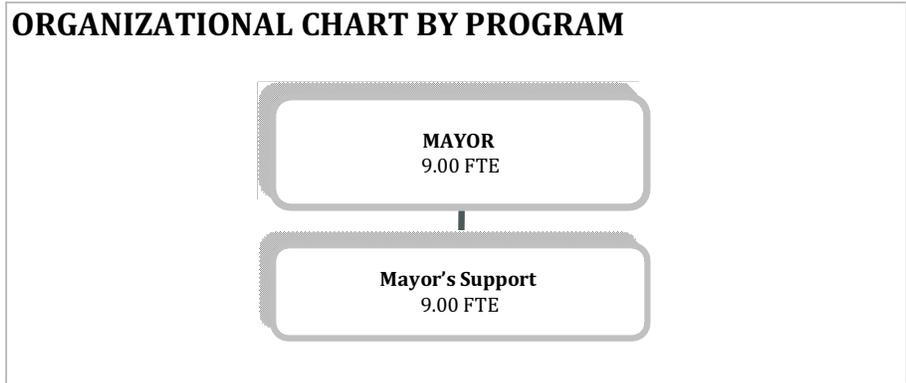 ORGANIZATIONAL CHART BY PROGRAM
MAYOR
9.00 FTE
Mayor’s Support
9.00 FTE